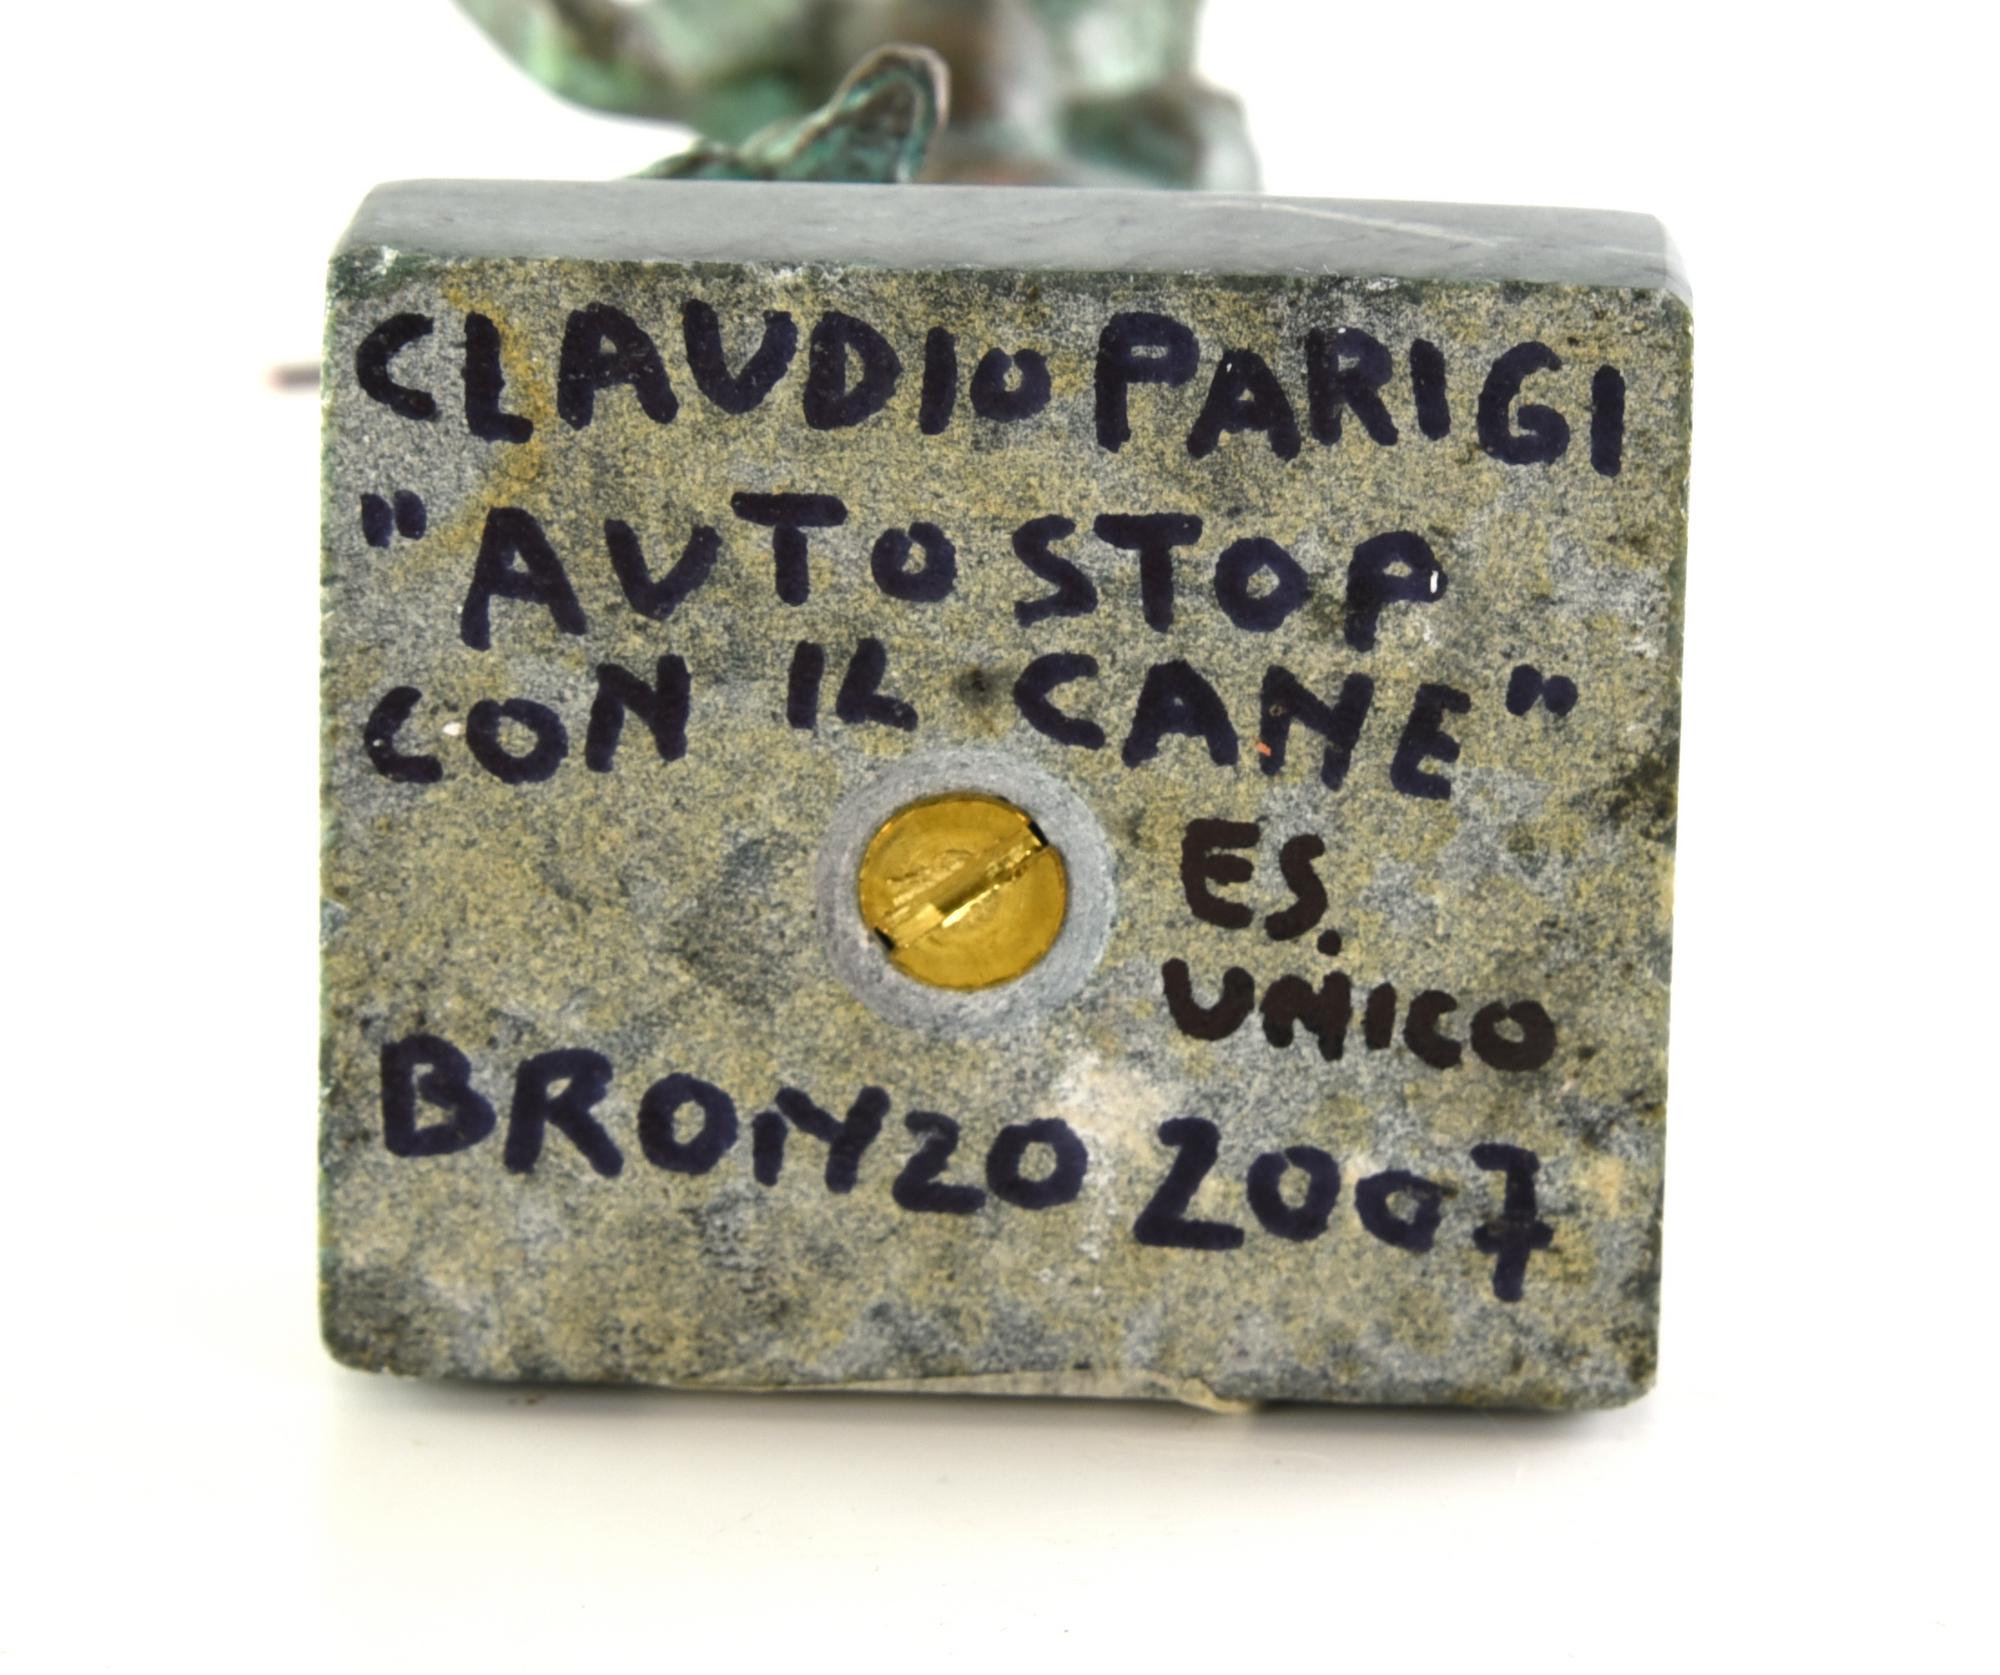 CLAUDIO PARIGI
"AUTOSTOP
CON IL CANE"
ES.
UNICO
BRONZO 2007